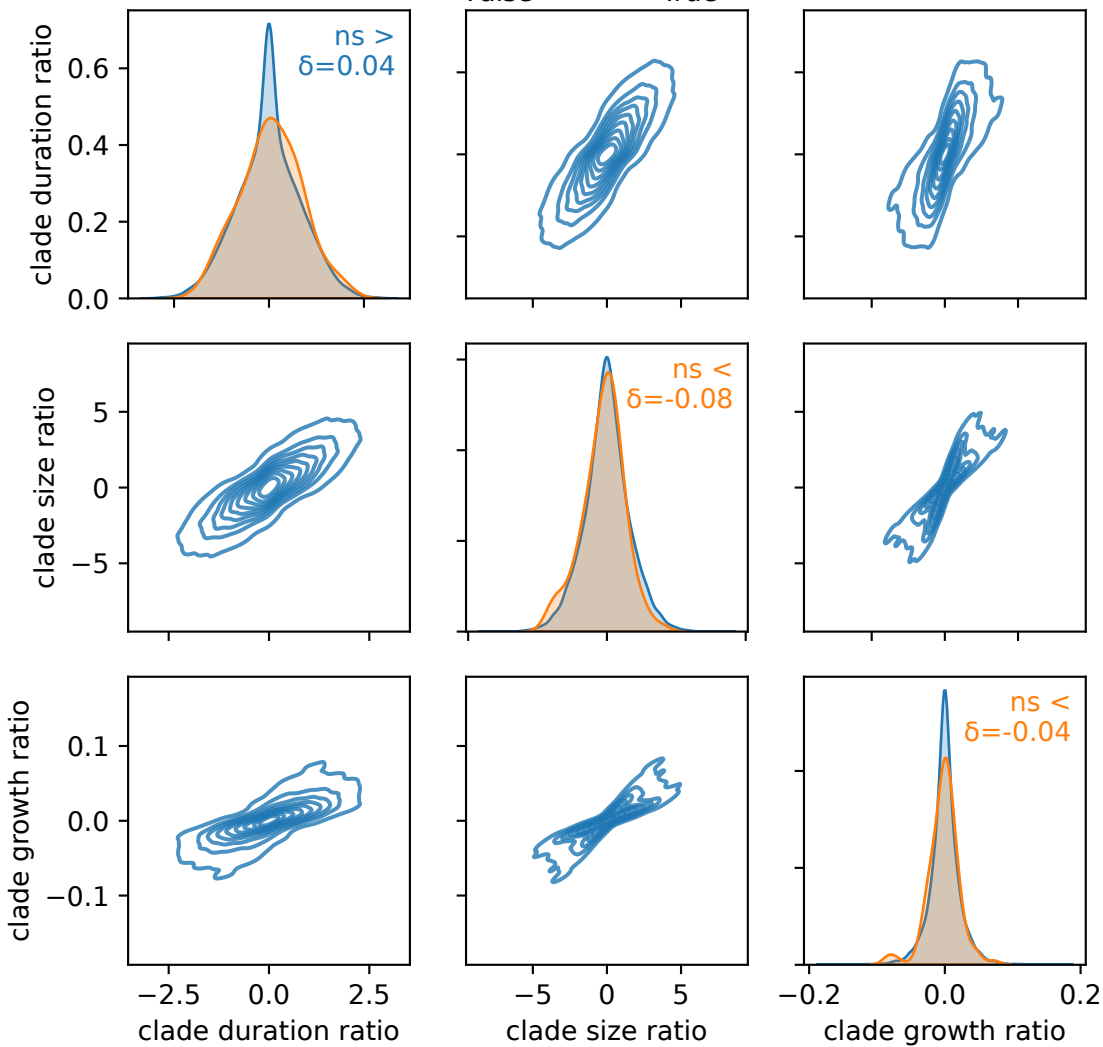 clade duration ratio
0.6
0.4
0.2
0.0
ns >
δ=0.04
clade size ratio
5
0
−5
ns <
δ=-0.08
clade growth ratio
0.1
0.0
−0.1
ns <
δ=-0.04
−2.5 0.0 2.5
−5 0 5
−0.2 0.0 0.2
clade duration ratio
clade size ratio
clade growth ratio